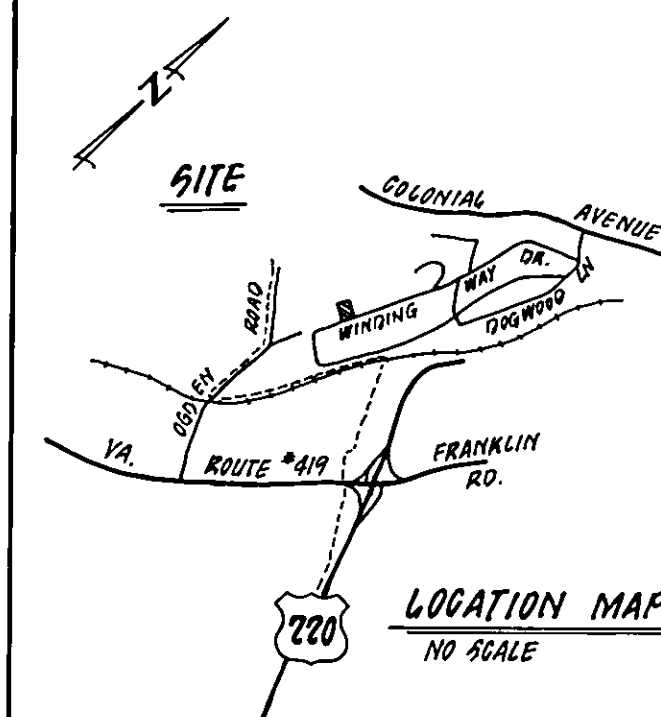 N
SITE
COLONIAL AVENUE
WINDING WAY DR.
DOGWOOD LN
OGDEN ROAD
VA. ROUTE #419
FRANKLIN
RD.
220
LOCATION MAP
NO SCALE